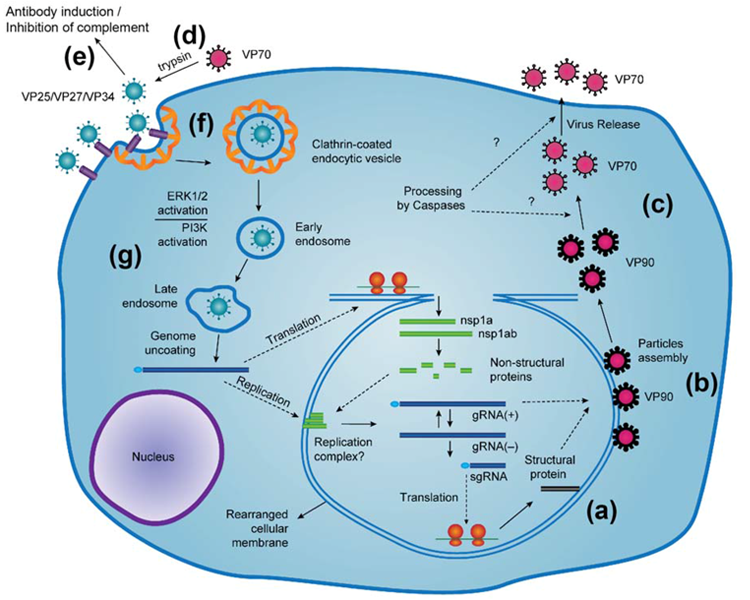 Antibody induction /
Inhibition of complement
(e)
(d)
trypsin
VP70
VP25/VP27/VP34
(f)
Clathrin-coated
endocytic vesicle
ERK1/2
activation
PI3K
activation
Early
endosome
(g)
Late
endosome
Genome
uncoating
Translation
Replication
Nucleus
Rearranged
cellular
membrane
nsp1a
nsp1ab
Non-structural
proteins
Replication
complex?
gRNA(+)
gRNA(–)
sgRNA
Translation
Structural
protein
(a)
Particles
assembly
VP90
(b)
VP90
(c)
VP70
Processing
by Caspases
?
?
Virus Release
VP70